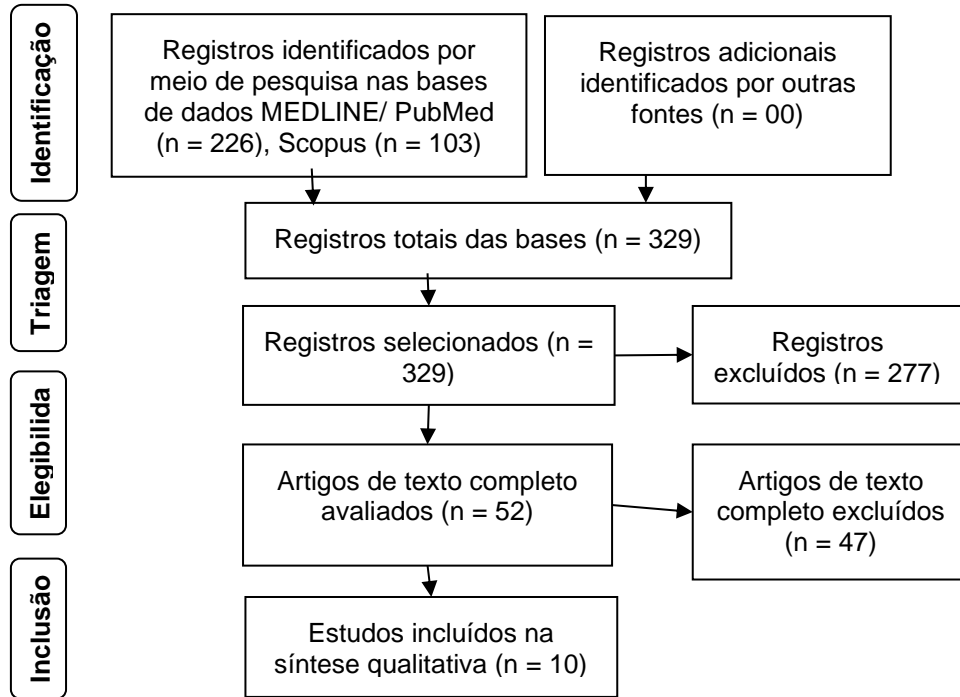 Identificação
Registros identificados por
meio de pesquisa nas bases
de dados MEDLINE/ PubMed
(n = 226), Scopus (n = 103)
Registros adicionais
identificados por outras
fontes (n = 00)
Triagem
Registros totais das bases (n = 329)
Registros selecionados (n =
329)
Registros
excluídos (n = 277)
Elegibilida
Artigos de texto completo
avaliados (n = 52)
Artigos de texto
completo excluídos
(n = 47)
Inclusão
Estudos incluídos na
síntese qualitativa (n = 10)